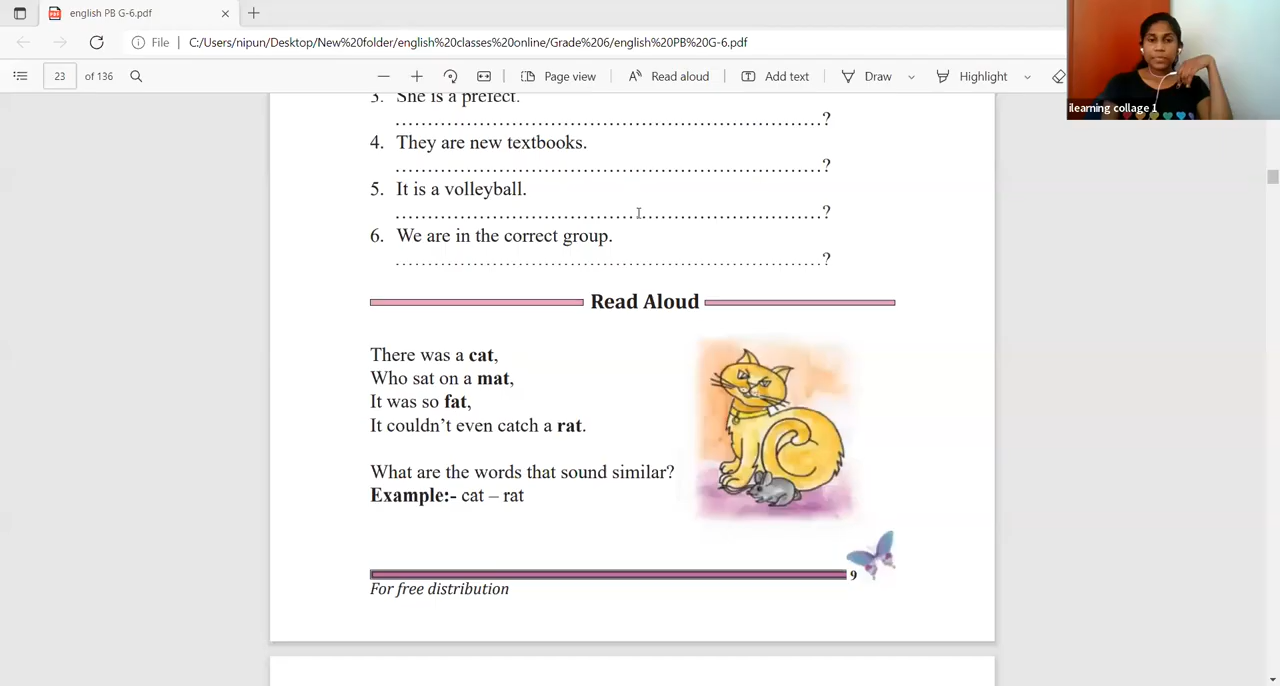 english PB G-6.pdf
File
C:/Users/nipun/Desktop/New%20folder/english%20classes%20online/Grade%206/english%20PB%20G-6.pdf
23 of 136
Page view
Read aloud
Add text
Draw
Highlight
ilearning collage 1
3. She is a prefect.
....................................................................?
4. They are new textbooks.
....................................................................?
5. It is a volleyball.
....................................................................?
6. We are in the correct group.
....................................................................?
Read Aloud
There was a cat,
Who sat on a mat,
It was so fat,
It couldn’t even catch a rat.
What are the words that sound similar?
Example:- cat – rat
9
For free distribution